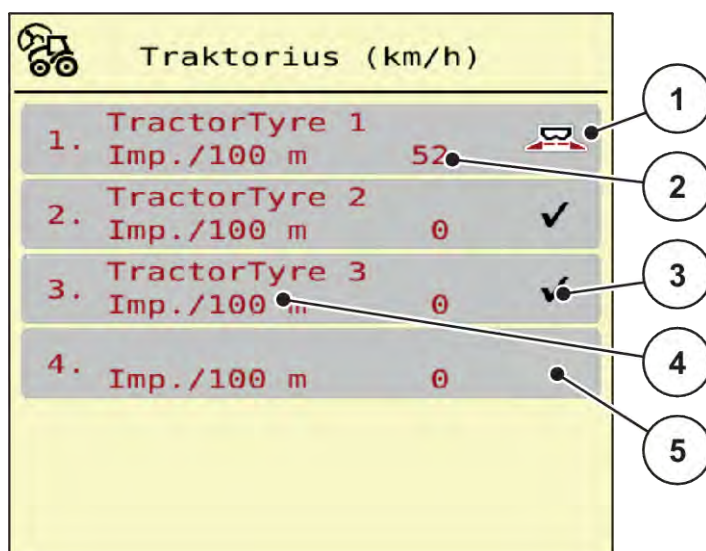 Traktorius (km/h)
1. TractorTyre 1
Imp./100 m 52
2. TractorTyre 2
Imp./100 m 0
3. TractorTyre 3
Imp./100 m 0
4.
Imp./100 m 0
1
2
3
4
5